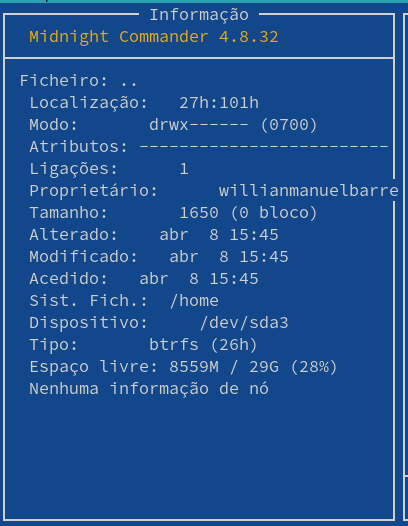 Informação
Midnight Commander 4.8.32
Ficheiro: ..
Localização:   27h:101h
Modo:       drwx------ (0700)
Atributos: -------------------------
Ligações:      1
Proprietário:      willianmanuelbarre
Tamanho:       1650 (0 bloco)
Alterado:    abr  8 15:45
Modificado:   abr  8 15:45
Acedido:   abr  8 15:45
Sist. Fich.:  /home
Dispositivo:     /dev/sda3
Tipo:       btrfs (26h)
Espaço livre: 8559M / 29G (28%)
Nenhuma informação de nó